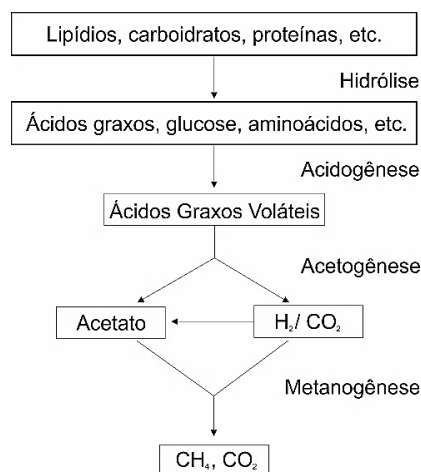 Lipídios, carboidratos, proteínas, etc.
Hidrólise
Ácidos graxos, glucose, aminoácidos, etc.
Acidogênese
Ácidos Graxos Voláteis
Acetogênese
Acetato
H₂/ CO₂
Metanogênese
CH₄, CO₂